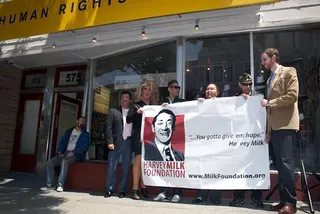 HUMAN RIGHTS
575
"...You gotta give 'em hope."
Harvey Milk
HARVEY MILK
FOUNDATION
www.MilkFoundation.org